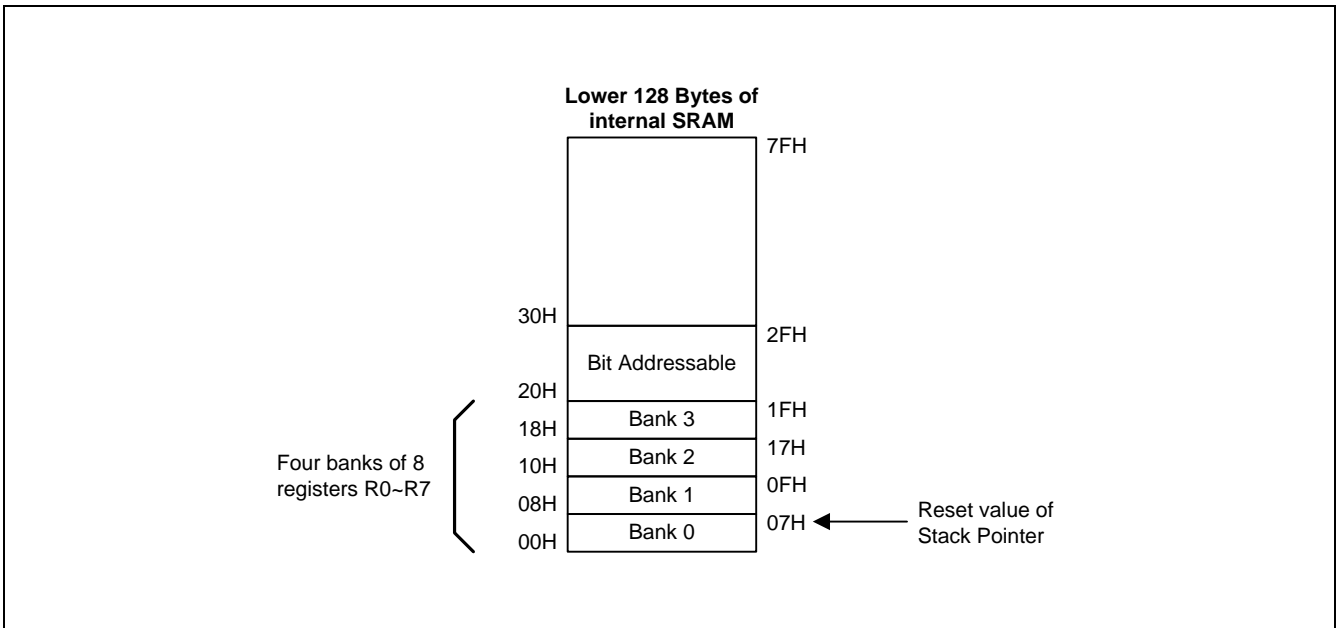 Lower 128 Bytes of
internal SRAM
7FH
30H
2FH
Bit Addressable
20H
1FH
Bank 3
18H
17H
Bank 2
10H
0FH
Bank 1
08H
07H
Bank 0
00H
Four banks of 8
registers R0~R7
Reset value of
Stack Pointer